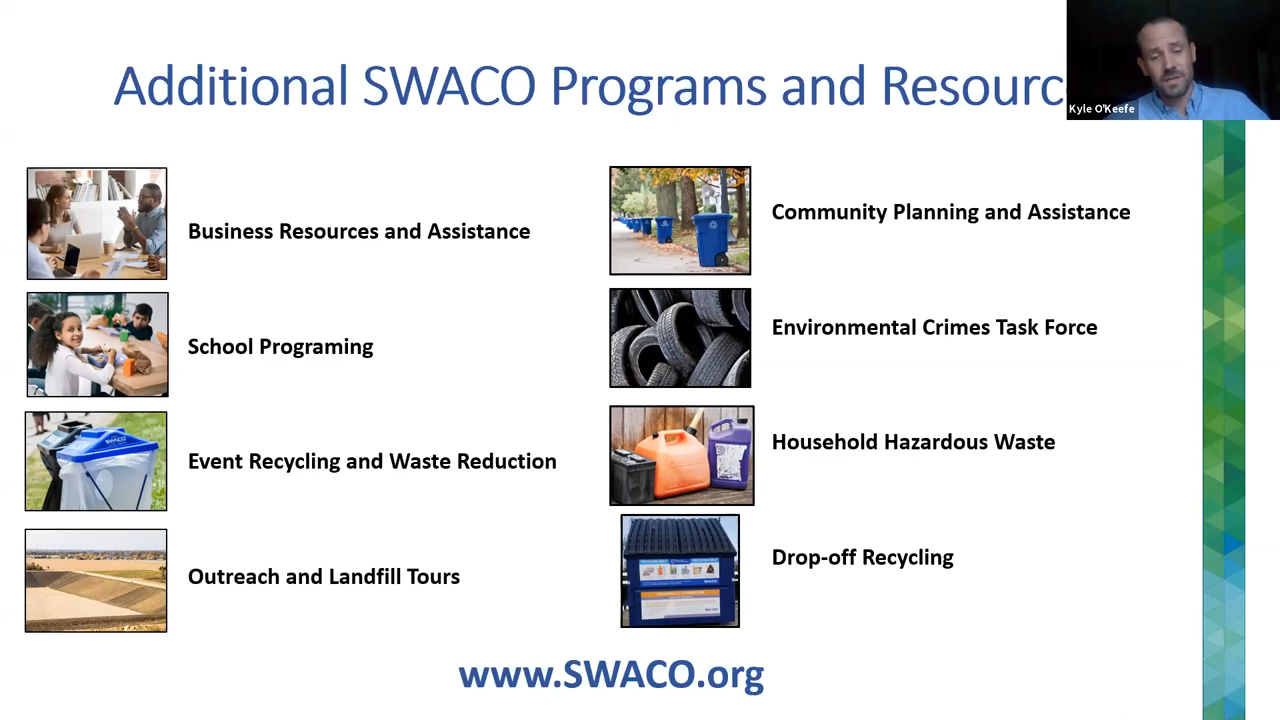 Additional SWACO Programs and Resourc
Kyle O'Keefe
Business Resources and Assistance
School Programing
Event Recycling and Waste Reduction
Outreach and Landfill Tours
Community Planning and Assistance
Environmental Crimes Task Force
Household Hazardous Waste
Drop-off Recycling
SWACO
www.SWACO.org